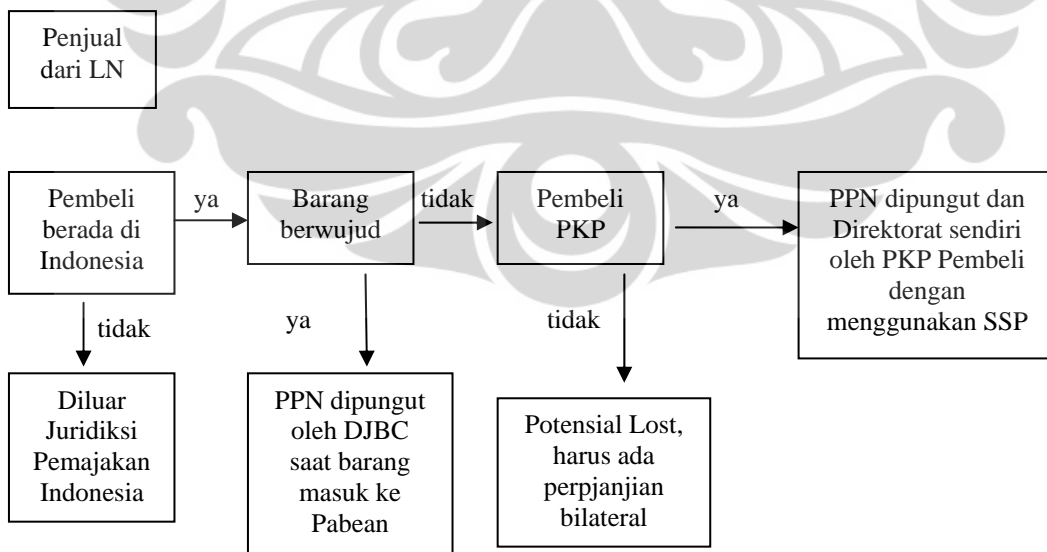 Penjual
dari LN
Pembeli
berada di
Indonesia
ya
Barang
berwujud
tidak
Pembeli
PKP
ya
PPN dipungut dan
Direktorat sendiri
oleh PKP Pembeli
dengan
menggunakan SSP
tidak
ya
tidak
Diluar
Juridiksi
Pemajakan
Indonesia
PPN dipungut
oleh DJBC
saat barang
masuk ke
Pabean
Potensial Lost,
harus ada
perpjanjian
bilateral